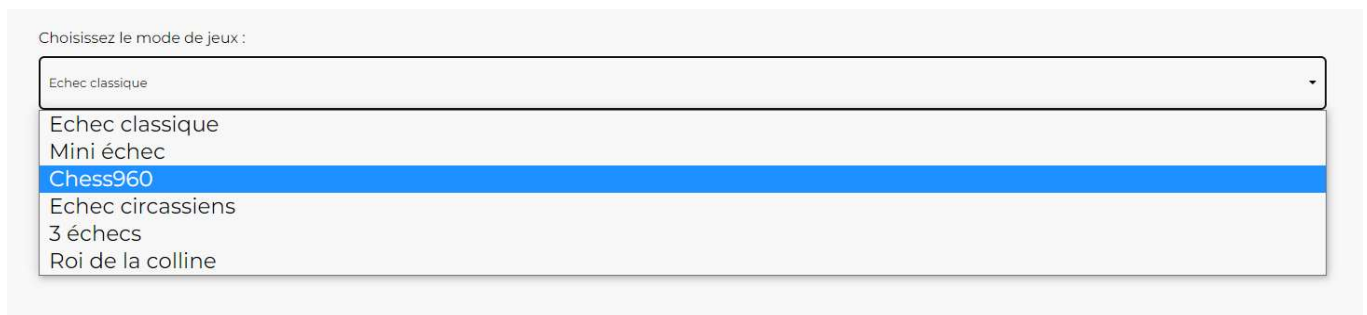 Choisissez le mode de jeux :
Echec classique
Echec classique
Mini échec
Chess960
Echec circassiens
3 échecs
Roi de la colline